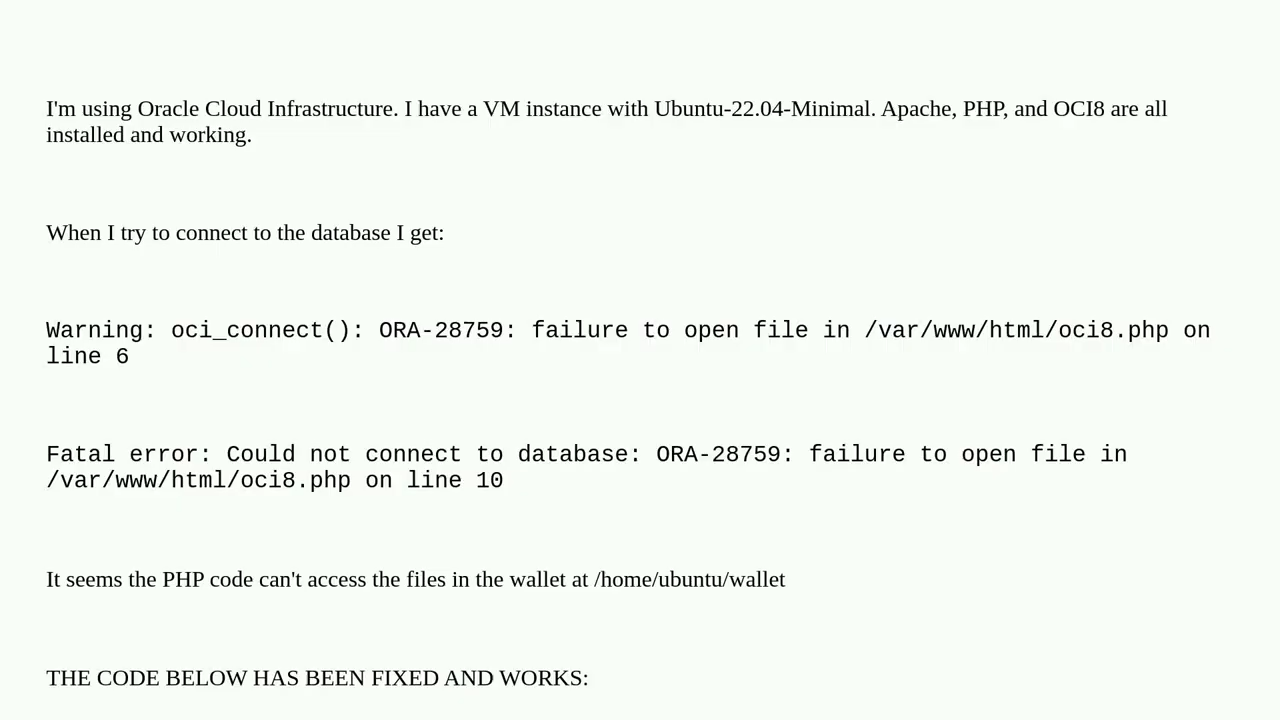 I'm using Oracle Cloud Infrastructure. I have a VM instance with Ubuntu-22.04-Minimal. Apache, PHP, and OCI8 are all
installed and working.
When I try to connect to the database I get:
Warning: oci_connect(): ORA-28759: failure to open file in /var/www/html/oci8.php on
line 6
Fatal error: Could not connect to database: ORA-28759: failure to open file in
/var/www/html/oci8.php on line 10
It seems the PHP code can't access the files in the wallet at /home/ubuntu/wallet
THE CODE BELOW HAS BEEN FIXED AND WORKS: